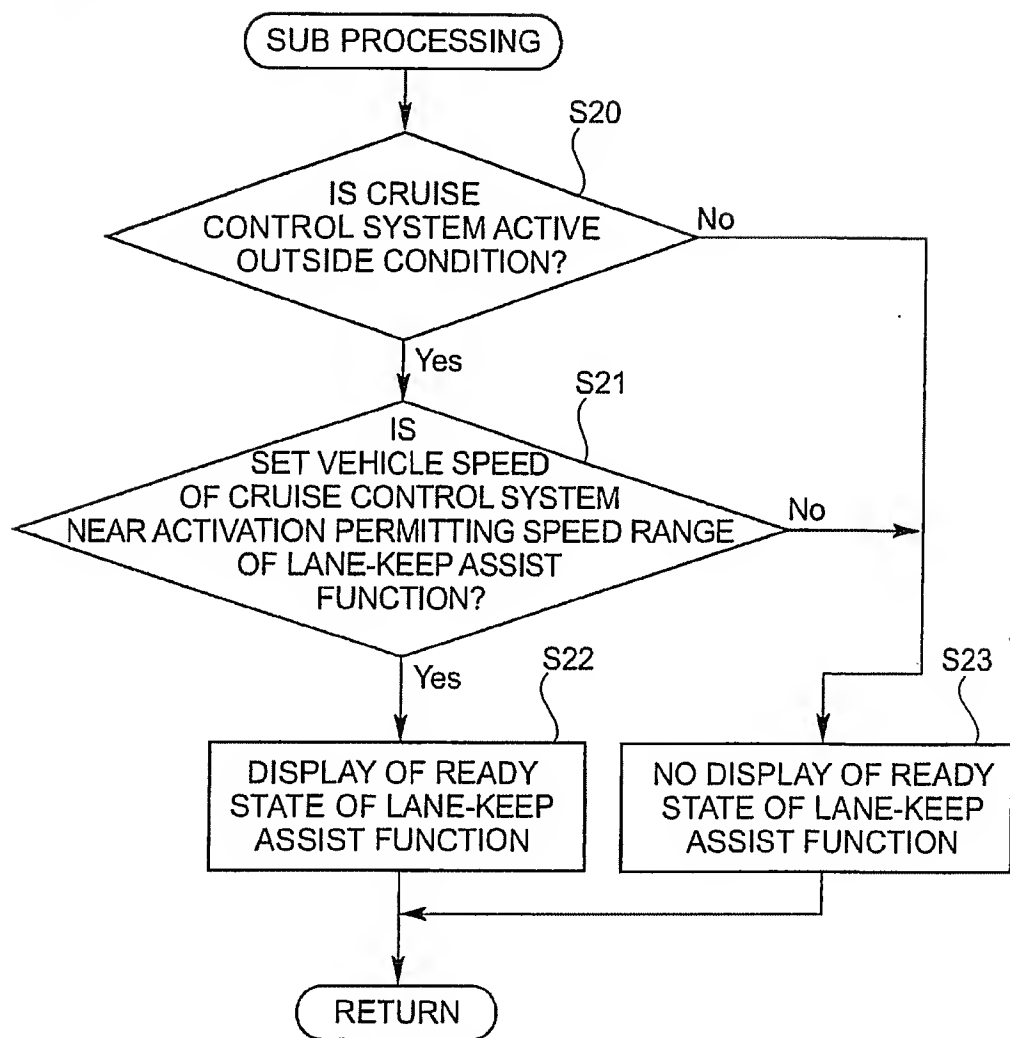 SUB PROCESSING
S20
IS CRUISE
CONTROL SYSTEM ACTIVE
OUTSIDE CONDITION?
No
Yes
S21
IS
SET VEHICLE SPEED
OF CRUISE CONTROL SYSTEM
NEAR ACTIVATION PERMITTING SPEED RANGE
OF LANE-KEEP ASSIST
FUNCTION?
No
Yes
S22
DISPLAY OF READY
STATE OF LANE-KEEP
ASSIST FUNCTION
S23
NO DISPLAY OF READY
STATE OF LANE-KEEP
ASSIST FUNCTION
RETURN